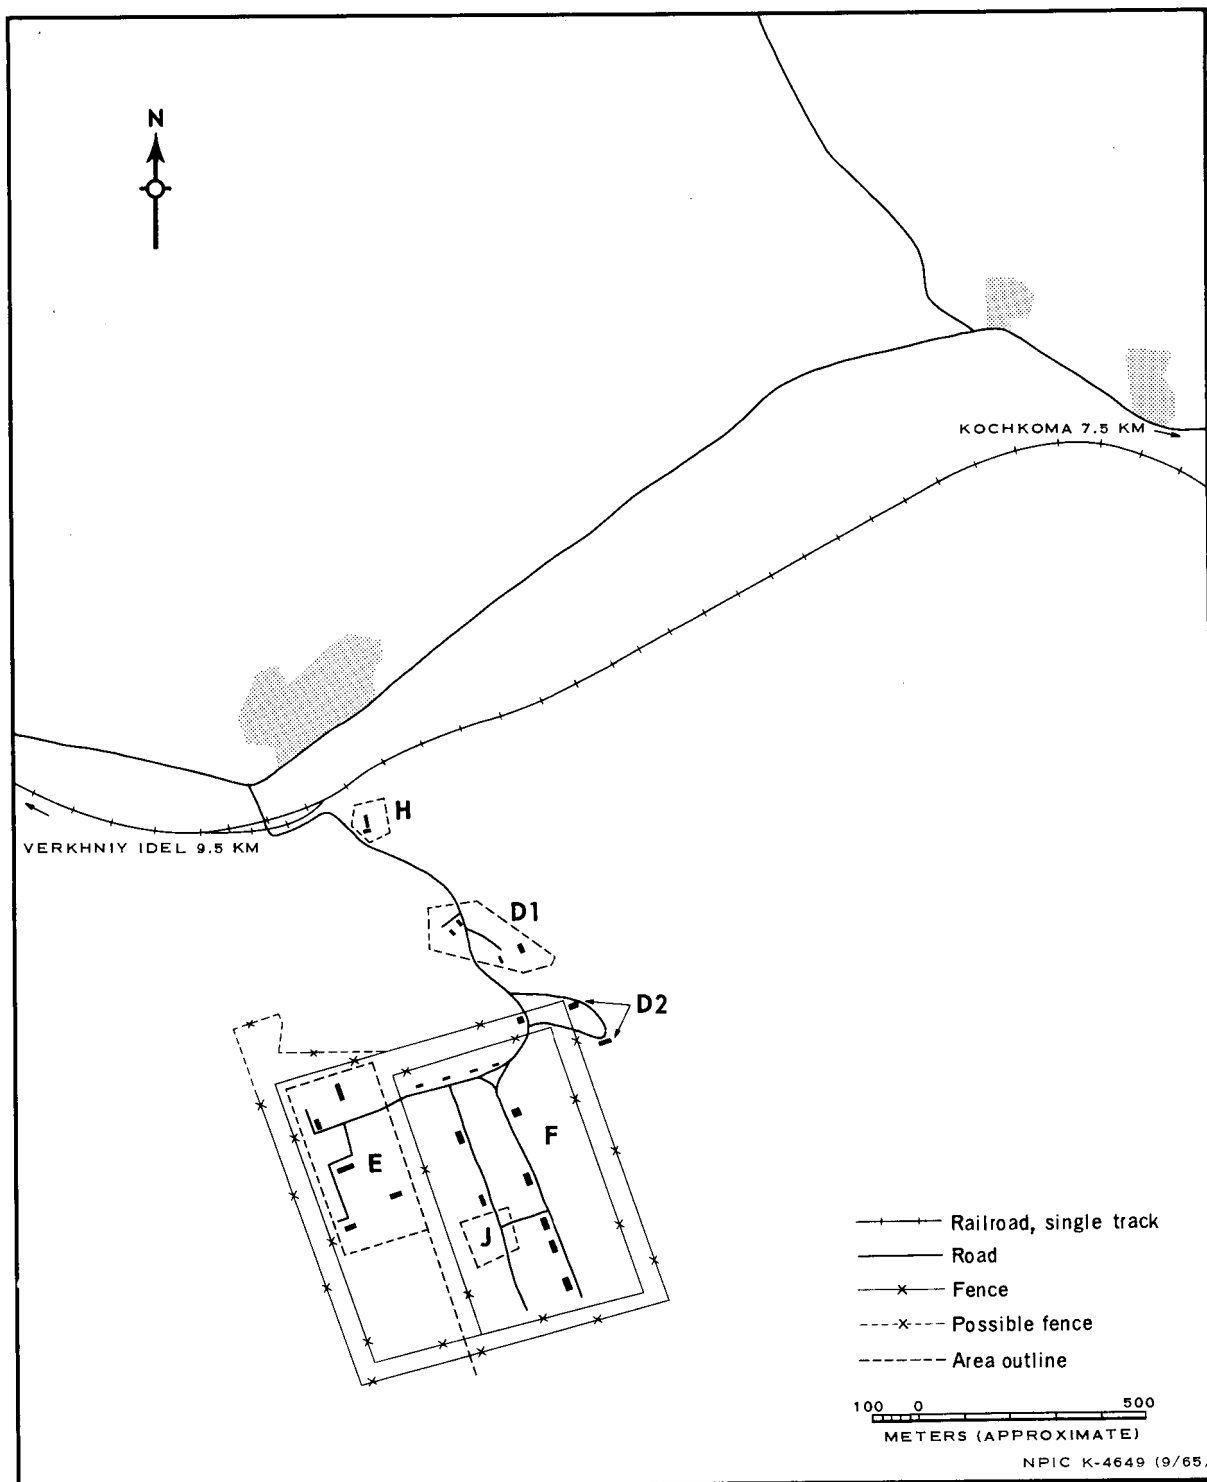 N
KOCHKOMA 7.5 KM
H
VERKHNIY IDEL 9.5 KM
D1
D2
F
E
J
Railroad, single track
Road
Fence
Possible fence
Area outline
100 0 500
METERS (APPROXIMATE)
NPIC K-4649 (9/65)